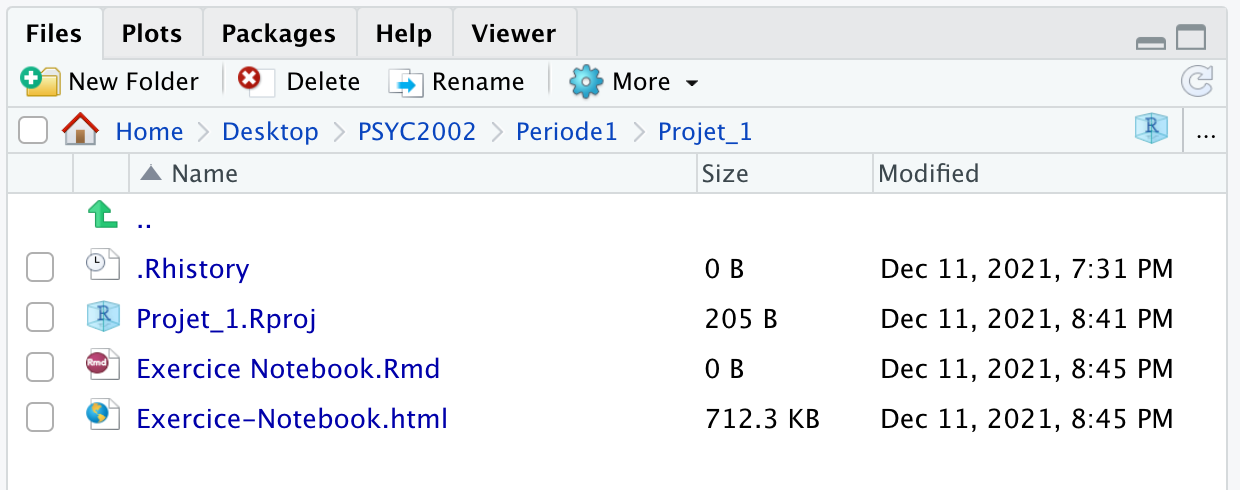 Files Plots Packages Help Viewer
New Folder Delete Rename More
Home Desktop PSYC2002 Periode1 Projet_1 R ...
Name Size Modified
..
.Rhistory 0 B Dec 11, 2021, 7:31 PM
R Projet_1.Rproj 205 B Dec 11, 2021, 8:41 PM
Rmd Exercice Notebook.Rmd 0 B Dec 11, 2021, 8:45 PM
Exercice-Notebook.html 712.3 KB Dec 11, 2021, 8:45 PM